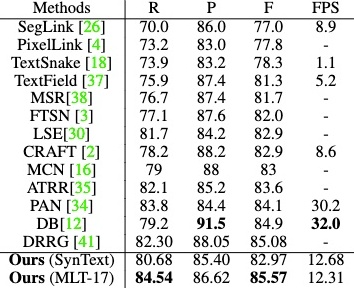 Methods R P F FPS
SegLink [26] 70.0 86.0 77.0 8.9
PixelLink [4] 73.2 83.0 77.8 -
TextSnake [18] 73.9 83.2 78.3 1.1
TextField [37] 75.9 87.4 81.3 5.2
MSR[38] 76.7 87.4 81.7 -
FTSN [3] 77.1 87.6 82.0 -
LSE[30] 81.7 84.2 82.9 -
CRAFT [2] 78.2 88.2 82.9 8.6
MCN [16] 79 88 83 -
ATRR[35] 82.1 85.2 83.6 -
PAN [34] 83.8 84.4 84.1 30.2
DB[12] 79.2 91.5 84.9 32.0
DRRG [41] 82.30 88.05 85.08 -
Ours (SynText) 80.68 85.40 82.97 12.68
Ours (MLT-17) 84.54 86.62 85.57 12.31